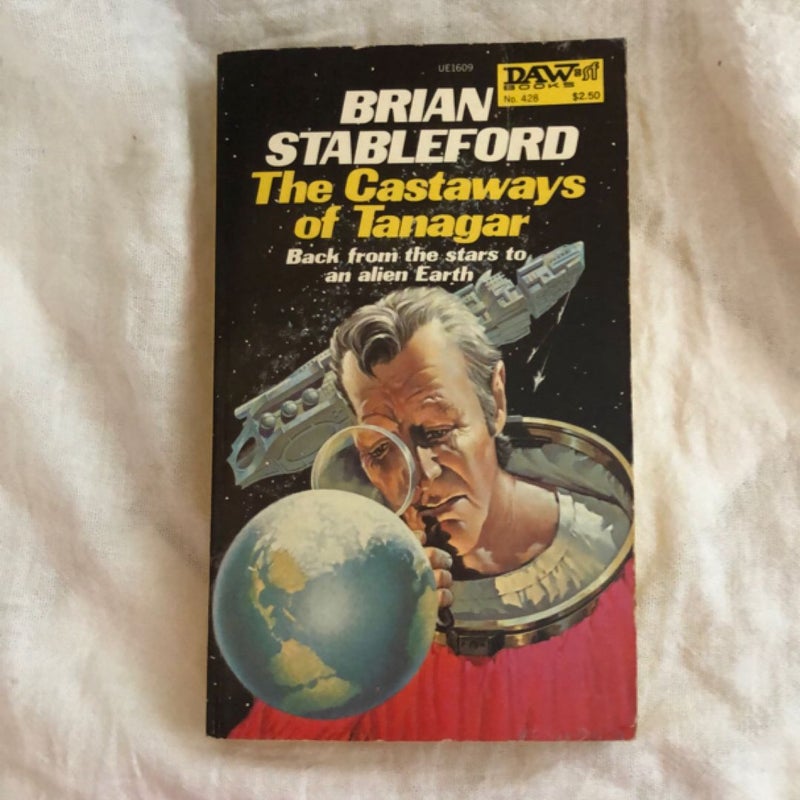 UE1609
DAW=sf
BOOKS
No. 428 $2.50
BRIAN
STABLEFORD
The Castaways
of Tanagar
Back from the stars to
an alien Earth